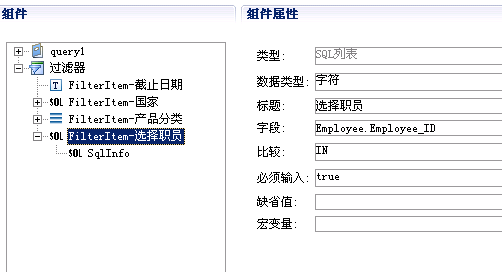 组件
query1
过滤器
T FilterItem-截止日期
SQL FilterItem-国家
FilterItem-产品分类
SQL FilterItem-选择职员
SQL SqlInfo
组件属性
类型: SQL列表
数据类型: 字符
标题: 选择职员
字段: Employee.Employee_ID
比较: IN
必须输入: true
缺省值:
宏变量: